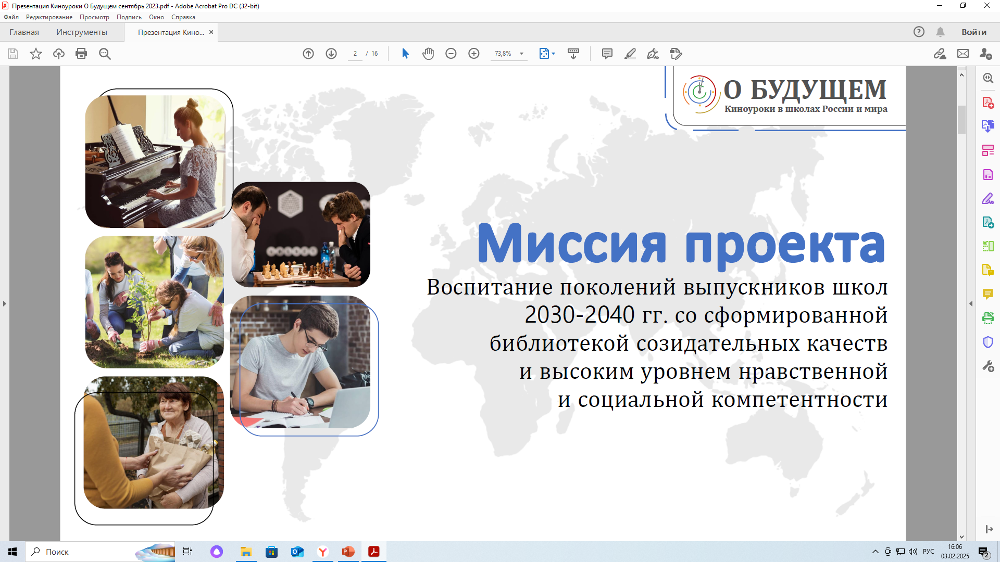 Презентация Киноуроки О Будущем сентябрь 2023.pdf - Adobe Acrobat Pro DC (32-bit)
Файл Редактирование Просмотр Подпись Окно Справка
Главная Инструменты Презентация Кино... Войти
2 / 16 73,8%
О БУДУЩЕМ
Киноуроки в школах России и мира
Миссия проекта
Воспитание поколений выпускников школ
2030-2040 гг. со сформированной
библиотекой созидательных качеств
и высоким уровнем нравственной
и социальной компетентности
Поиск
РУС
16:06
03.02.2025
2